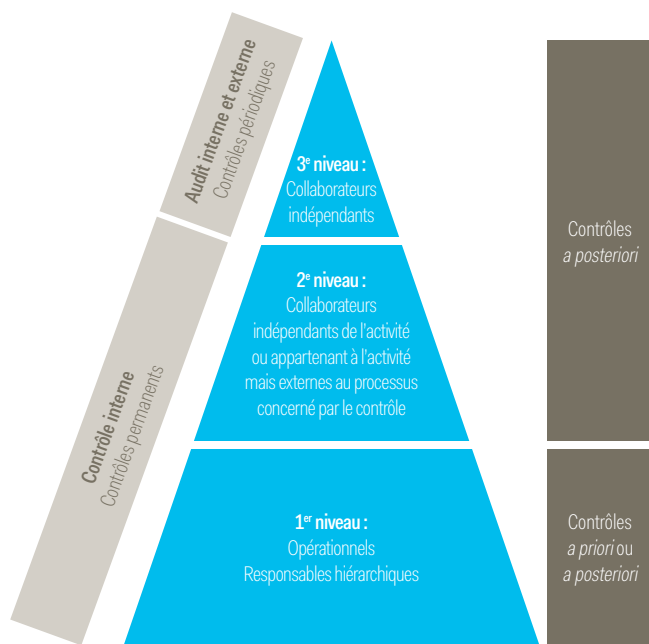 Audit interne et externe
Contrôles périodiques
3e niveau :
Collaborateurs
indépendants
Contrôles
a posteriori
2e niveau :
Collaborateurs
indépendants de l'activité
ou appartenant à l'activité
mais externes au processus
concerné par le contrôle
Contrôle interne
Contrôles permanents
1er niveau :
Opérationnels
Responsables hiérarchiques
Contrôles
a priori ou
a posteriori